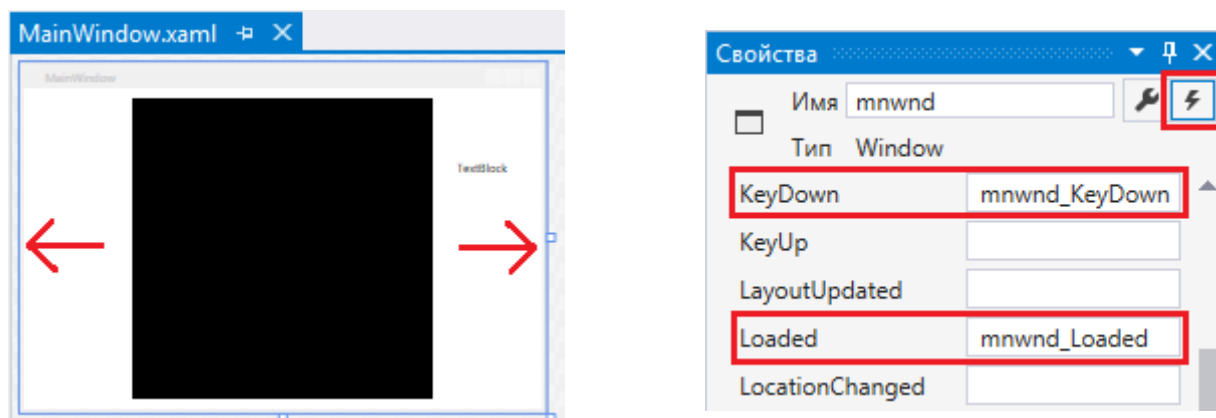 MainWindow.xaml
MainWindow
TextBlock
Свойства
Имя mnwnd
Тип Window
KeyDown mnwnd_KeyDown
KeyUp
LayoutUpdated
Loaded mnwnd_Loaded
LocationChanged